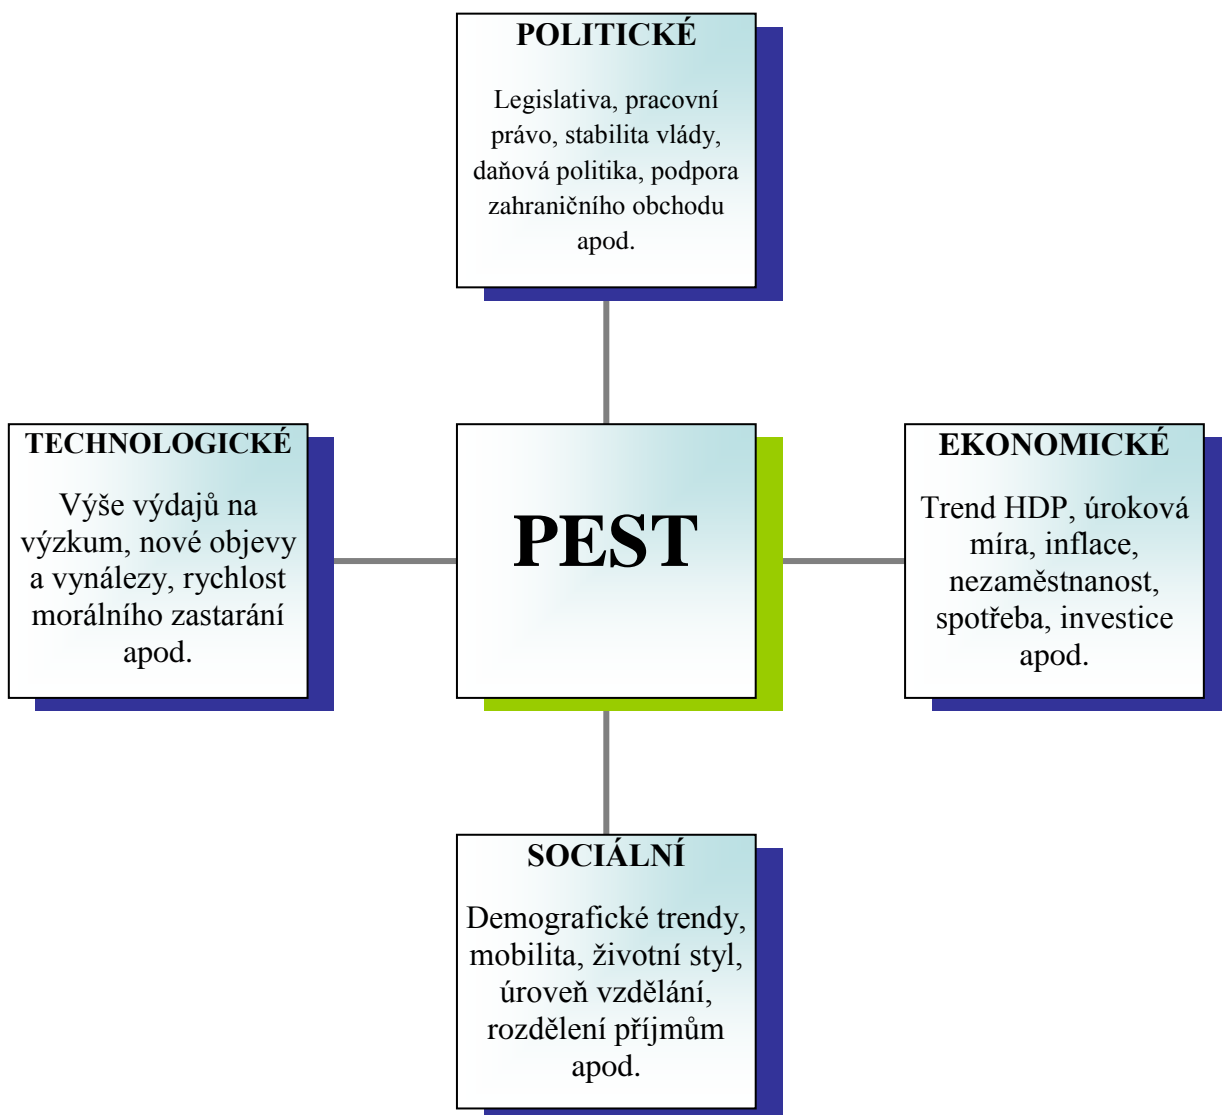 POLITICKÉ
Legislativa, pracovní
právo, stabilita vlády,
daňová politika, podpora
zahraničního obchodu
apod.
TECHNOLOGICKÉ
Výše výdajů na
výzkum, nové objevy
a vynálezy, rychlost
morálního zastarání
apod.
PEST
EKONOMICKÉ
Trend HDP, úroková
míra, inflace,
nezaměstnanost,
spotřeba, investice
apod.
SOCIÁLNÍ
Demografické trendy,
mobilita, životní styl,
úroveň vzdělání,
rozdělení příjmům
apod.